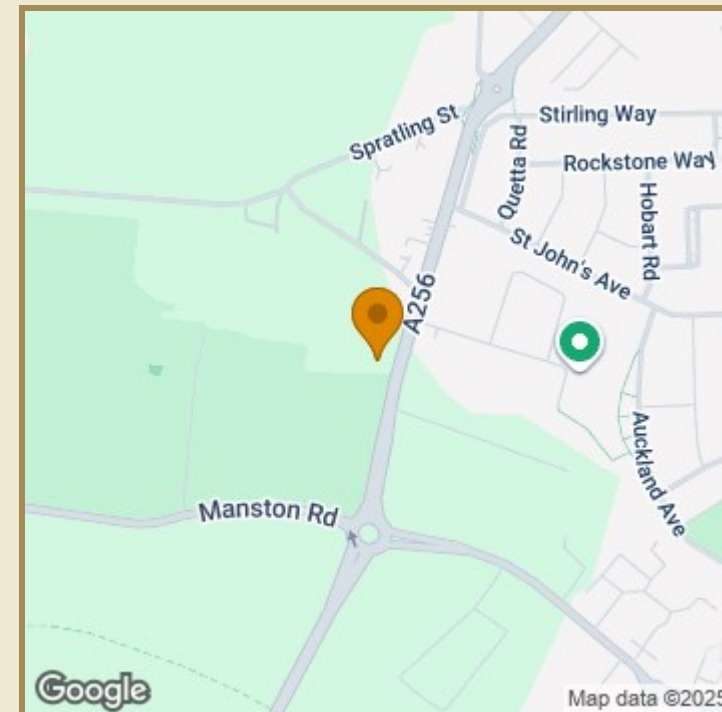 Spratling St
Stirling Way
Quetta Rd
Rockstone Way
Hobart Rd
St John's Ave
A256
Auckland Ave
Manston Rd
Google
Map data ©2025